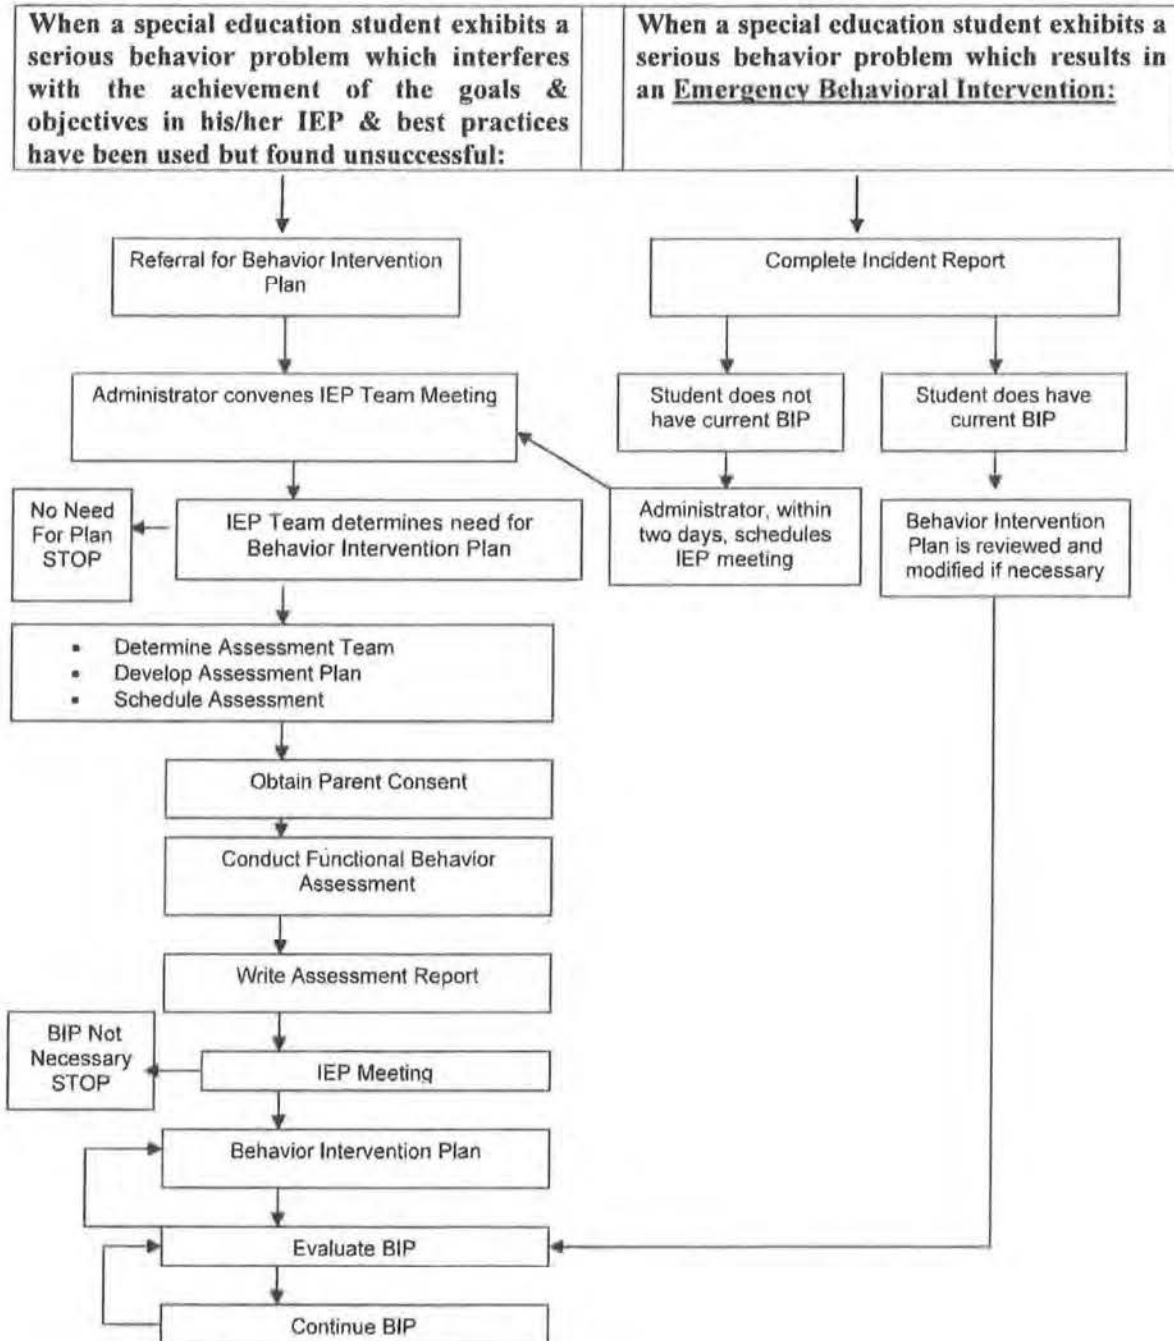 When a special education student exhibits a
serious behavior problem which interferes
with the achievement of the goals &
objectives in his/her IEP & best practices
have been used but found unsuccessful:
When a special education student exhibits a
serious behavior problem which results in
an Emergency Behavioral Intervention:
Referral for Behavior Intervention
Plan
Complete Incident Report
Administrator convenes IEP Team Meeting
Student does not
have current BIP
Student does have
current BIP
No Need
For Plan
STOP
IEP Team determines need for
Behavior Intervention Plan
Administrator, within
two days, schedules
IEP meeting
Behavior Intervention
Plan is reviewed and
modified if necessary
▪ Determine Assessment Team
▪ Develop Assessment Plan
▪ Schedule Assessment
Obtain Parent Consent
Conduct Functional Behavior
Assessment
Write Assessment Report
BIP Not
Necessary
STOP
IEP Meeting
Behavior Intervention Plan
Evaluate BIP
Continue BIP